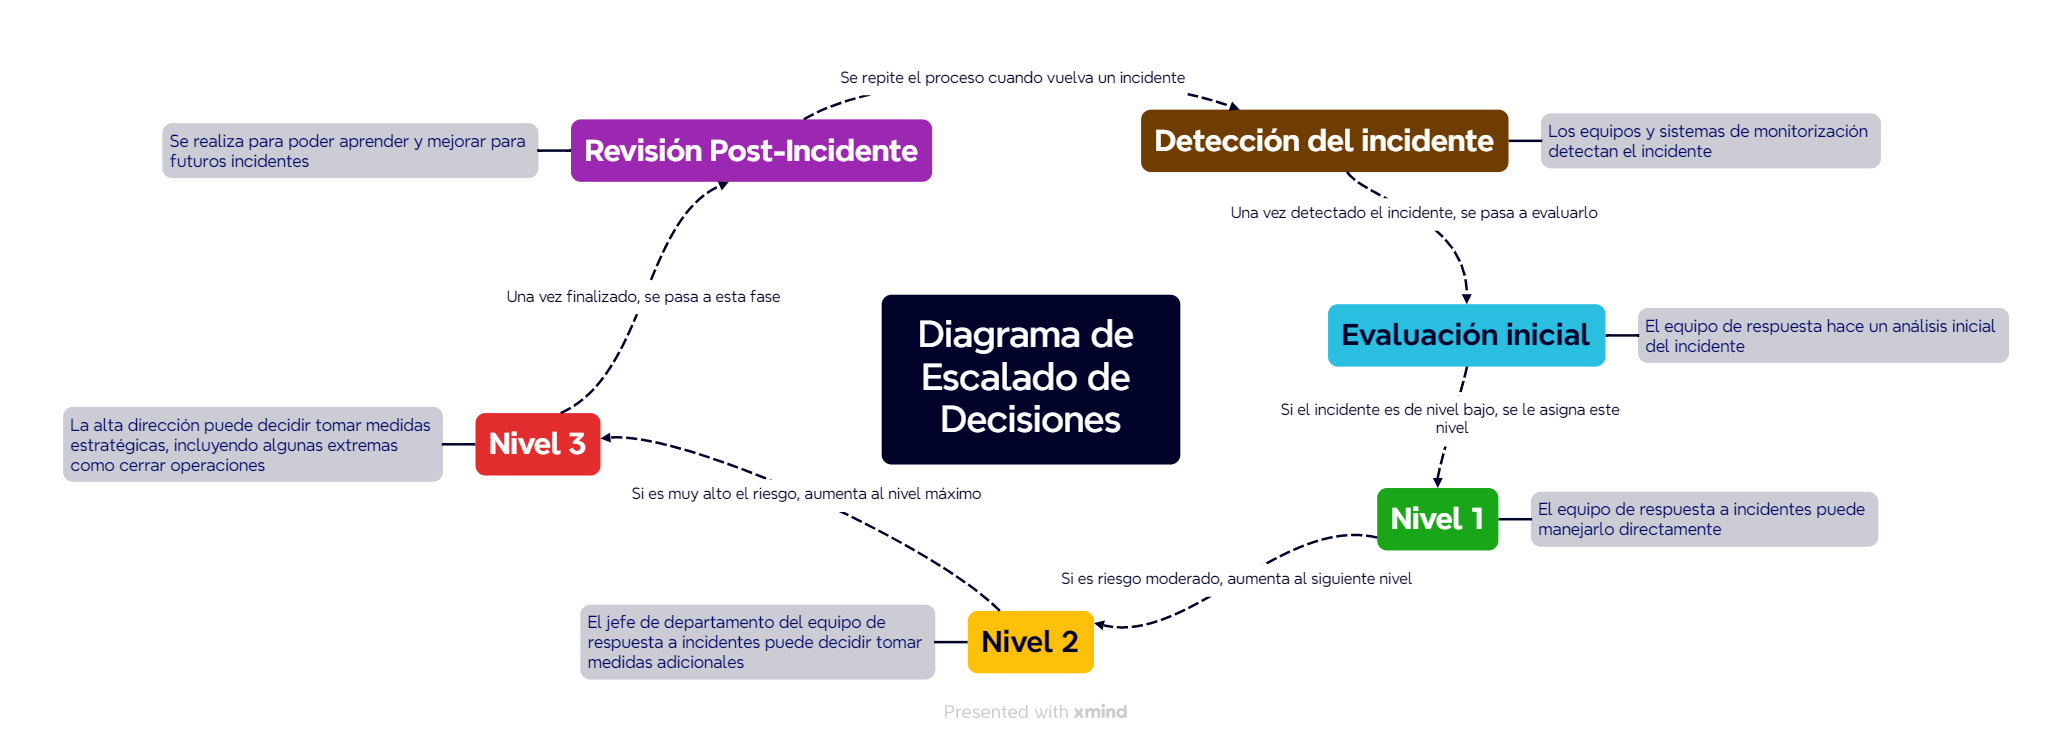 Se repite el proceso cuando vuelva un incidente
Revisión Post-Incidente
Se realiza para poder aprender y mejorar para
futuros incidentes
Detección del incidente
Los equipos y sistemas de monitorización
detectan el incidente
Una vez detectado el incidente, se pasa a evaluarlo
Una vez finalizado, se pasa a esta fase
Diagrama de
Escalado de
Decisiones
Evaluación inicial
El equipo de respuesta hace un análisis inicial
del incidente
Si el incidente es de nivel bajo, se le asigna este
nivel
La alta dirección puede decidir tomar medidas
estratégicas, incluyendo algunas extremas
como cerrar operaciones
Nivel 3
Si es muy alto el riesgo, aumenta al nivel máximo
Nivel 1
El equipo de respuesta a incidentes puede
manejarlo directamente
Si es riesgo moderado, aumenta al siguiente nivel
El jefe de departamento del equipo de
respuesta a incidentes puede decidir tomar
medidas adicionales
Nivel 2
Presented with xmind